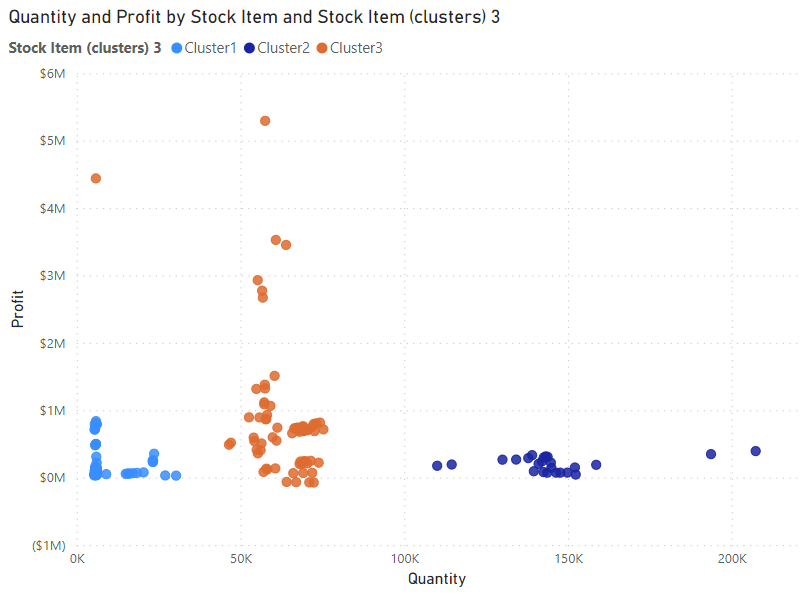 Quantity and Profit by Stock Item and Stock Item (clusters) 3
Stock Item (clusters) 3 Cluster1 Cluster2 Cluster3
$6M
$5M
$4M
$3M
$2M
$1M
$0M
($1M)
Profit
0K 50K 100K 150K 200K
Quantity